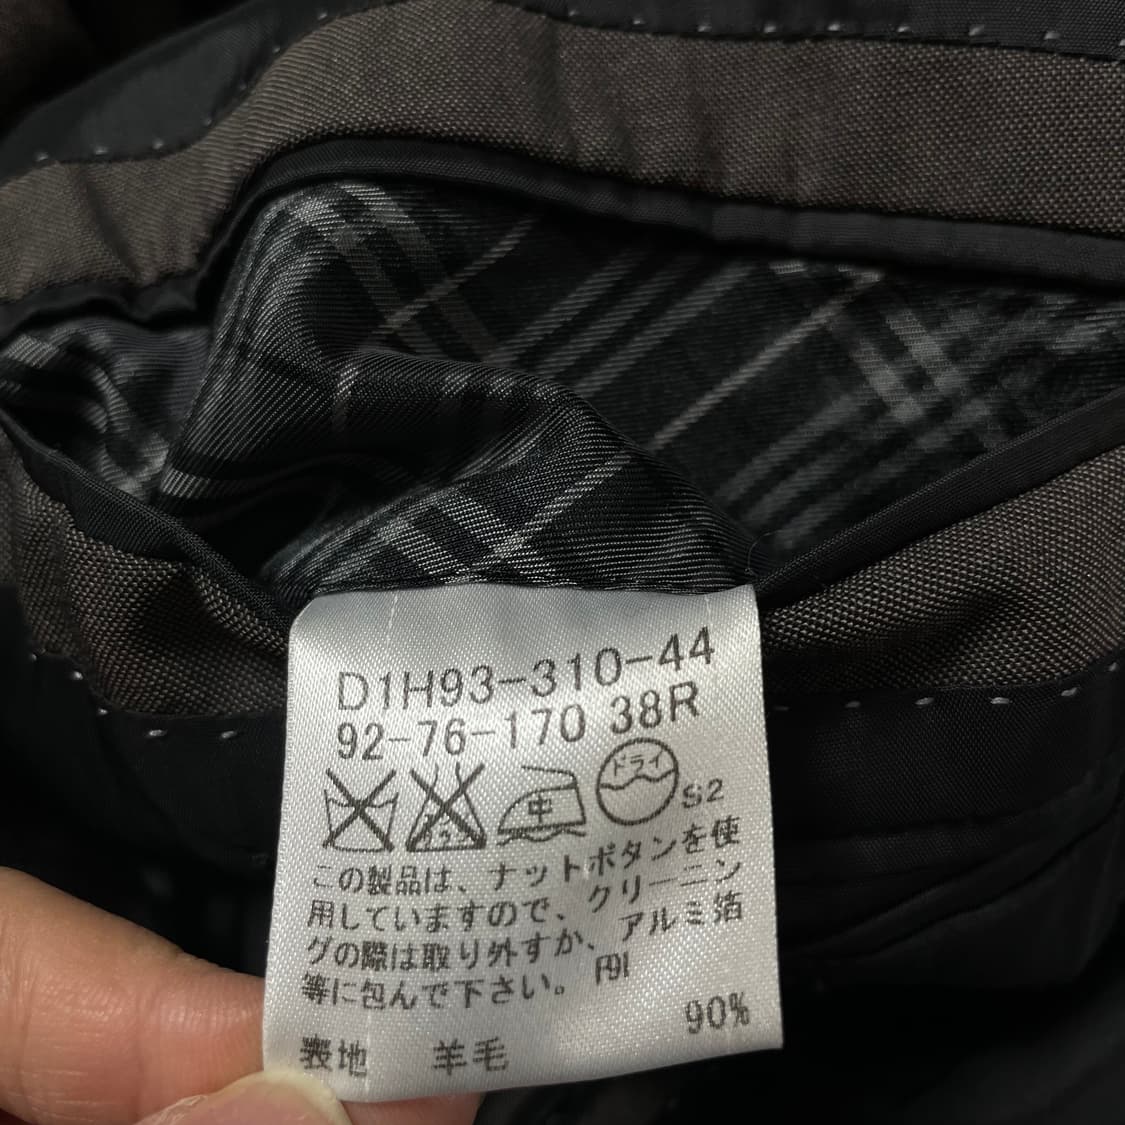 D1H93-310-44
92-76-170 38R
中 ドライ S2
この製品は、ナットボタンを使
用していますので、クリーニン
グの際は取り外すか、アルミ箔
等に包んで下さい。
90%
表地 羊毛